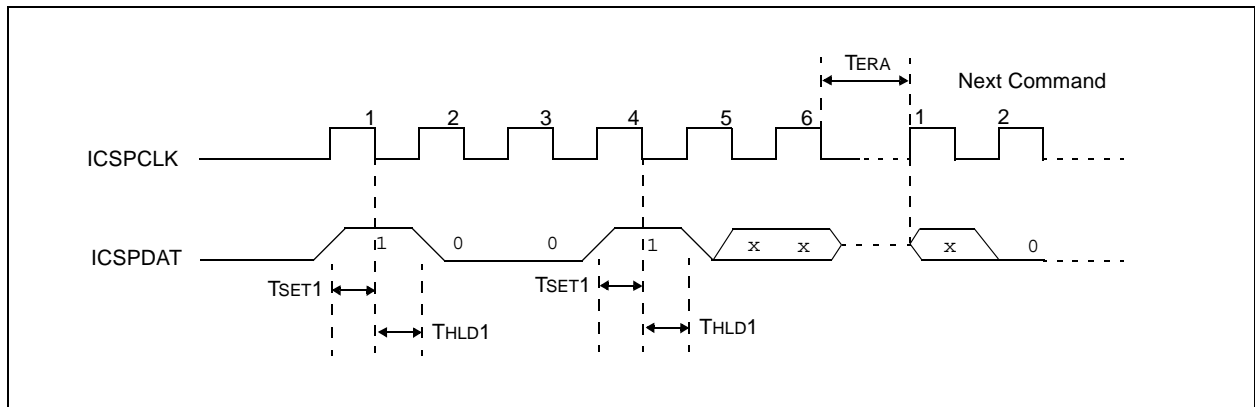 TERA
Next Command
1 2 3 4 5 6 1 2
ICSPCLK
ICSPDAT
1 0 0 1 x x x 0
TSET1 TSET1
THLD1 THLD1